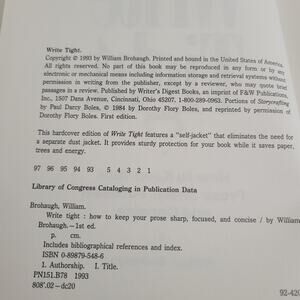 Write Tight.
Copyright © 1993 by William Brohaugh. Printed and bound in the United States of America.
All rights reserved. No part of this book may be reproduced in any form or by any
electronic or mechanical means including information storage and retrieval systems without
permission in writing from the publisher, except by a reviewer, who may quote brief
passages in a review. Published by Writer's Digest Books, an imprint of F&W Publications,
Inc., 1507 Dana Avenue, Cincinnati, Ohio 45207. 1-800-289-0963. Portions of Storycrafting
by Paul Darcy Boles, © 1984 by Dorothy Flory Boles, and reprinted by permission of
Dorothy Flory Boles. First edition.
This hardcover edition of Write Tight features a "self-jacket" that eliminates the need for
a separate dust jacket. It provides sturdy protection for your book while it saves paper,
trees and energy.
97 96 95 94 93 5 4 3 2 1
Library of Congress Cataloging in Publication Data
Brohaugh, William.
Write tight : how to keep your prose sharp, focused, and concise / by William
Brohaugh.—1st ed.
p. cm.
Includes bibliographical references and index.
ISBN 0-89879-548-6
1. Authorship. I. Title.
PN151.B78 1993
808'.02—dc20
92-420